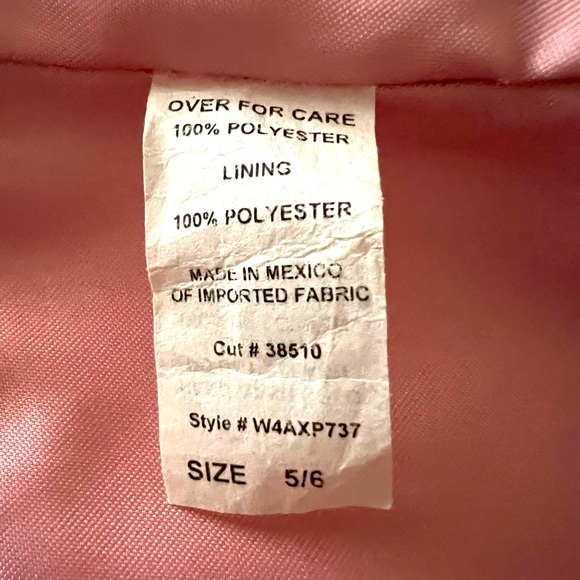 OVER FOR CARE
100% POLYESTER
LINING
100% POLYESTER
MADE IN MEXICO
OF IMPORTED FABRIC
Cut # 38510
Style # W4AXP737
SIZE 5/6